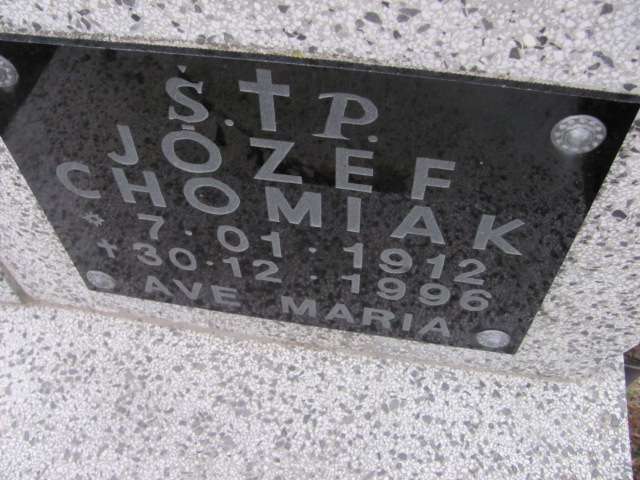 Ś. † P.
JÓZEF
CHOMIAK
* 7 · 01 · 1912
† 30 · 12 · 1996
AVE MARIA